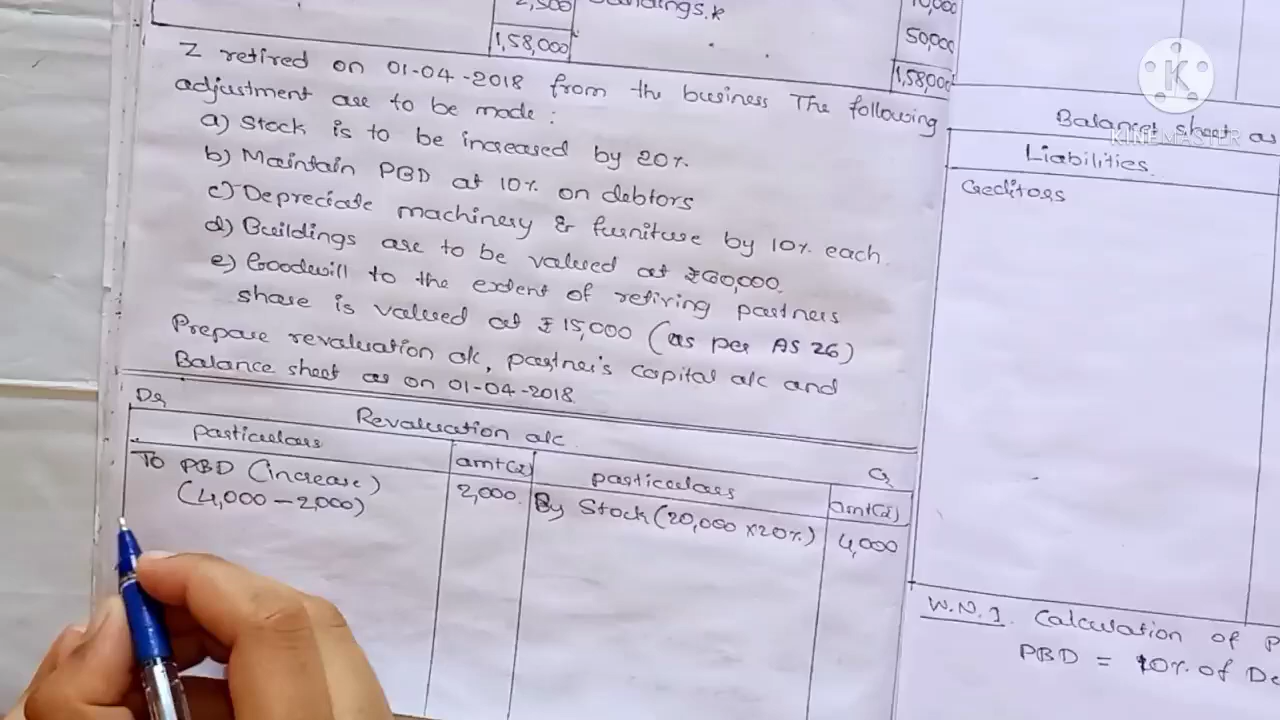 2,500
Buildings
10,000
50,000
1,58,000
1,58,000
Z retired on 01-04-2018 from the business The following
adjustment are to be made :
a) Stock is to be increased by 20%
b) Maintain PBD at 10% on debtors
c) Depreciate machinery & furniture by 10% each
d) Buildings are to be valued at ₹60,000.
e) Goodwill to the extent of retiring partners
share is valued at ₹15,000 (as per AS 26)
Prepare revaluation a/c, partner's capital a/c and
Balance sheet as on 01-04-2018.
Dr Revaluation a/c. Cr
particulars amt(₹) particulars amt(₹)
To PBD (increase) 2,000 By Stock (20,000 x 20%) 4,000
(4,000 - 2,000)
Balance sheet as
Liabilities
Creditors
W.N.1. Calculation of P
PBD = 10% of De
K
KINEMASTER